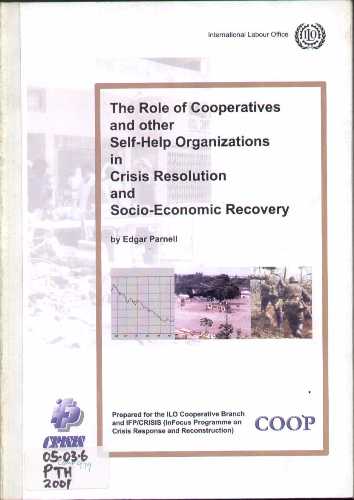 International Labour Office
ILO
The Role of Cooperatives
and other
Self-Help Organizations
in
Crisis Resolution
and
Socio-Economic Recovery
by Edgar Parnell
Prepared for the ILO Cooperative Branch
and IFP/CRISIS (InFocus Programme on
Crisis Response and Reconstruction)
COOP
CRISIS
05-03-6
PTH
2001